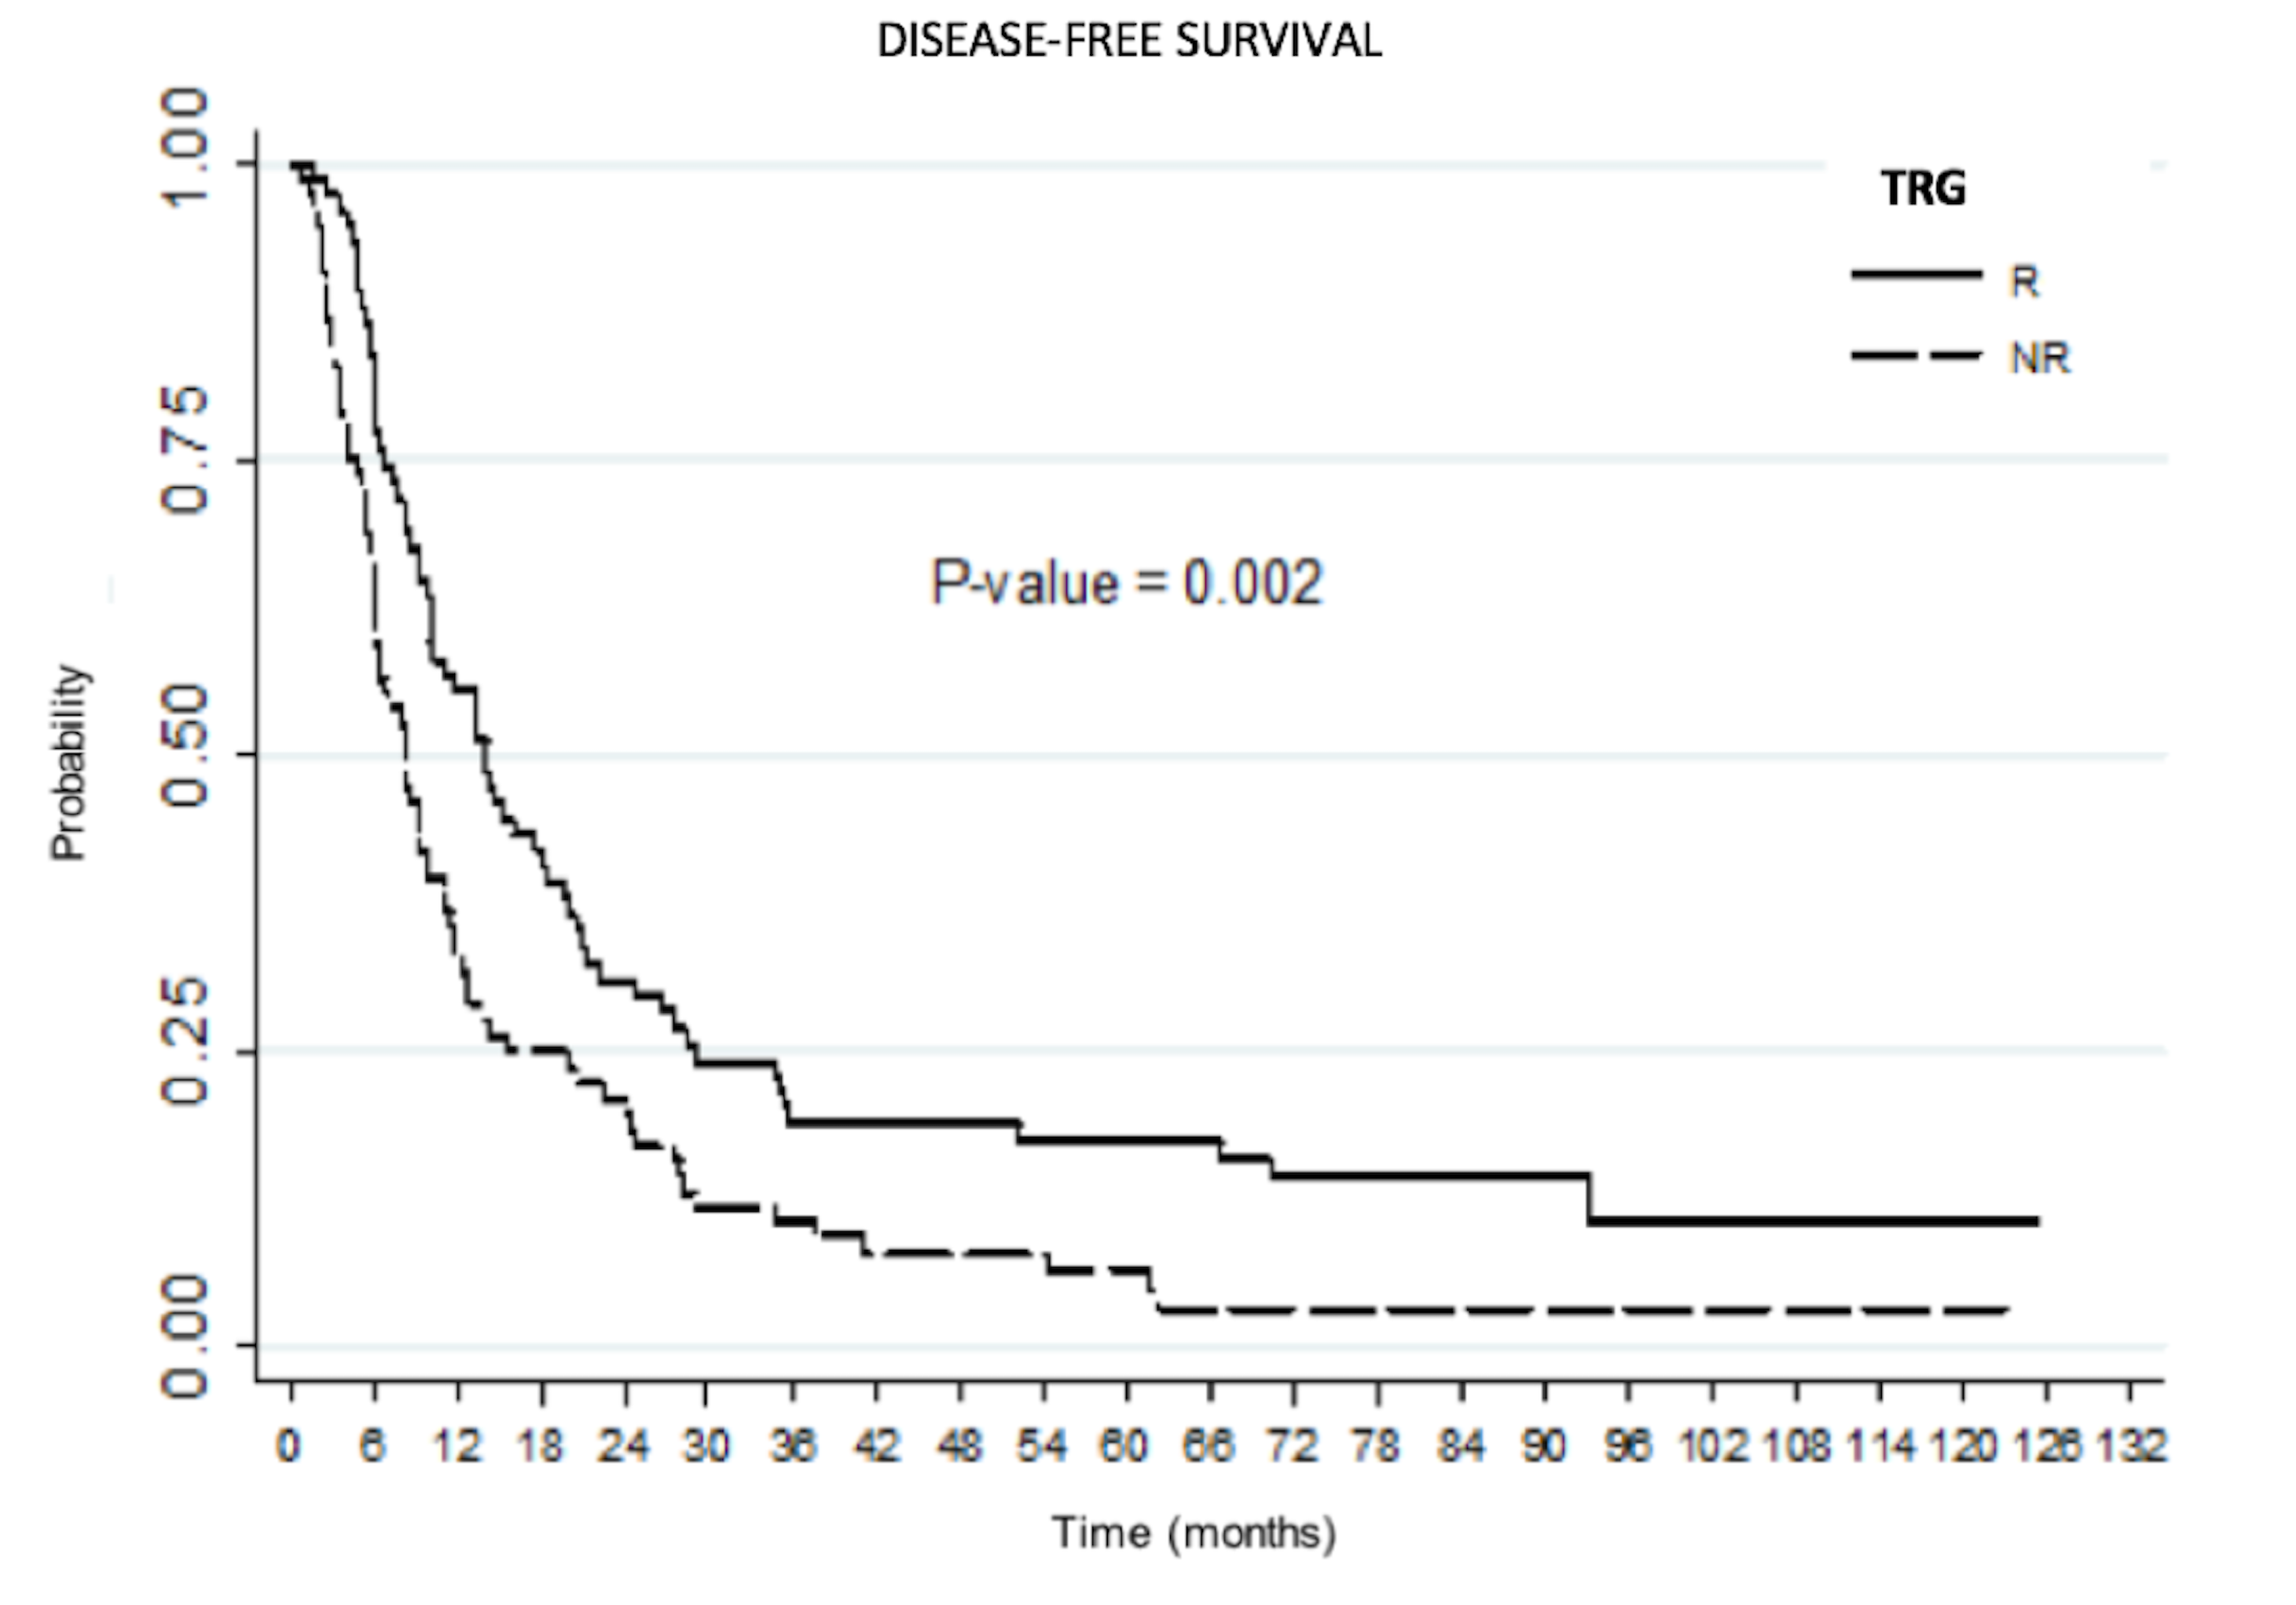 DISEASE-FREE SURVIVAL
1.00
0.75
0.50
0.25
0.00
Probability
TRG
R
NR
P-value = 0.002
0 6 12 18 24 30 36 42 48 54 60 66 72 78 84 90 96 102 108 114 120 126 132
Time (months)